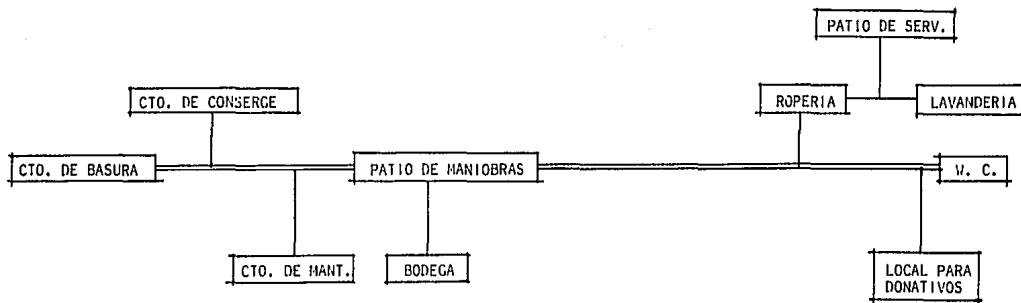 PATIO DE SERV.
CTO. DE CONSERGE
ROPERIA
LAVANDERIA
CTO. DE BASURA
PATIO DE MANIOBRAS
W. C.
CTO. DE MANT.
BODEGA
LOCAL PARA
DONATIVOS